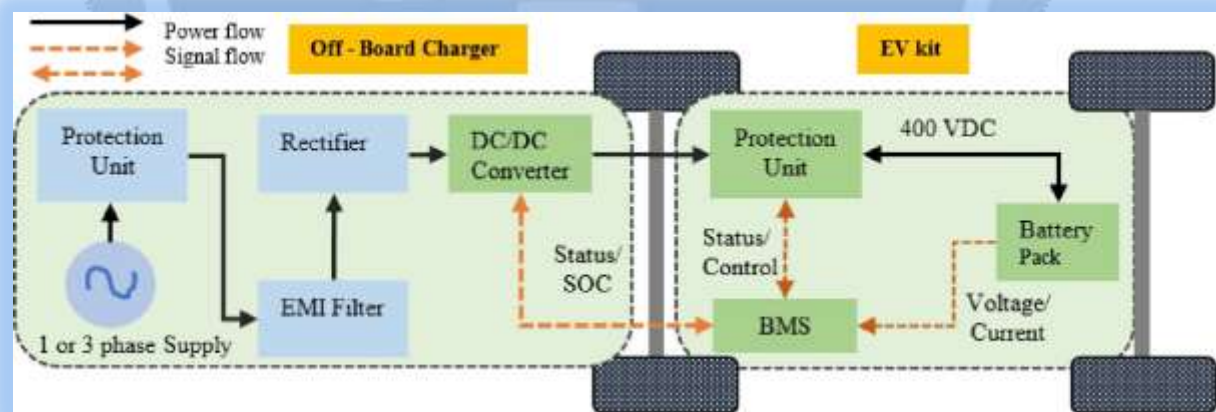 Power flow
Signal flow
Off - Board Charger
EV kit
Protection
Unit
Rectifier
DC/DC
Converter
Protection
Unit
400 VDC
Battery
Pack
Status/
SOC
Status/
Control
EMI Filter
BMS
Voltage/
Current
1 or 3 phase Supply